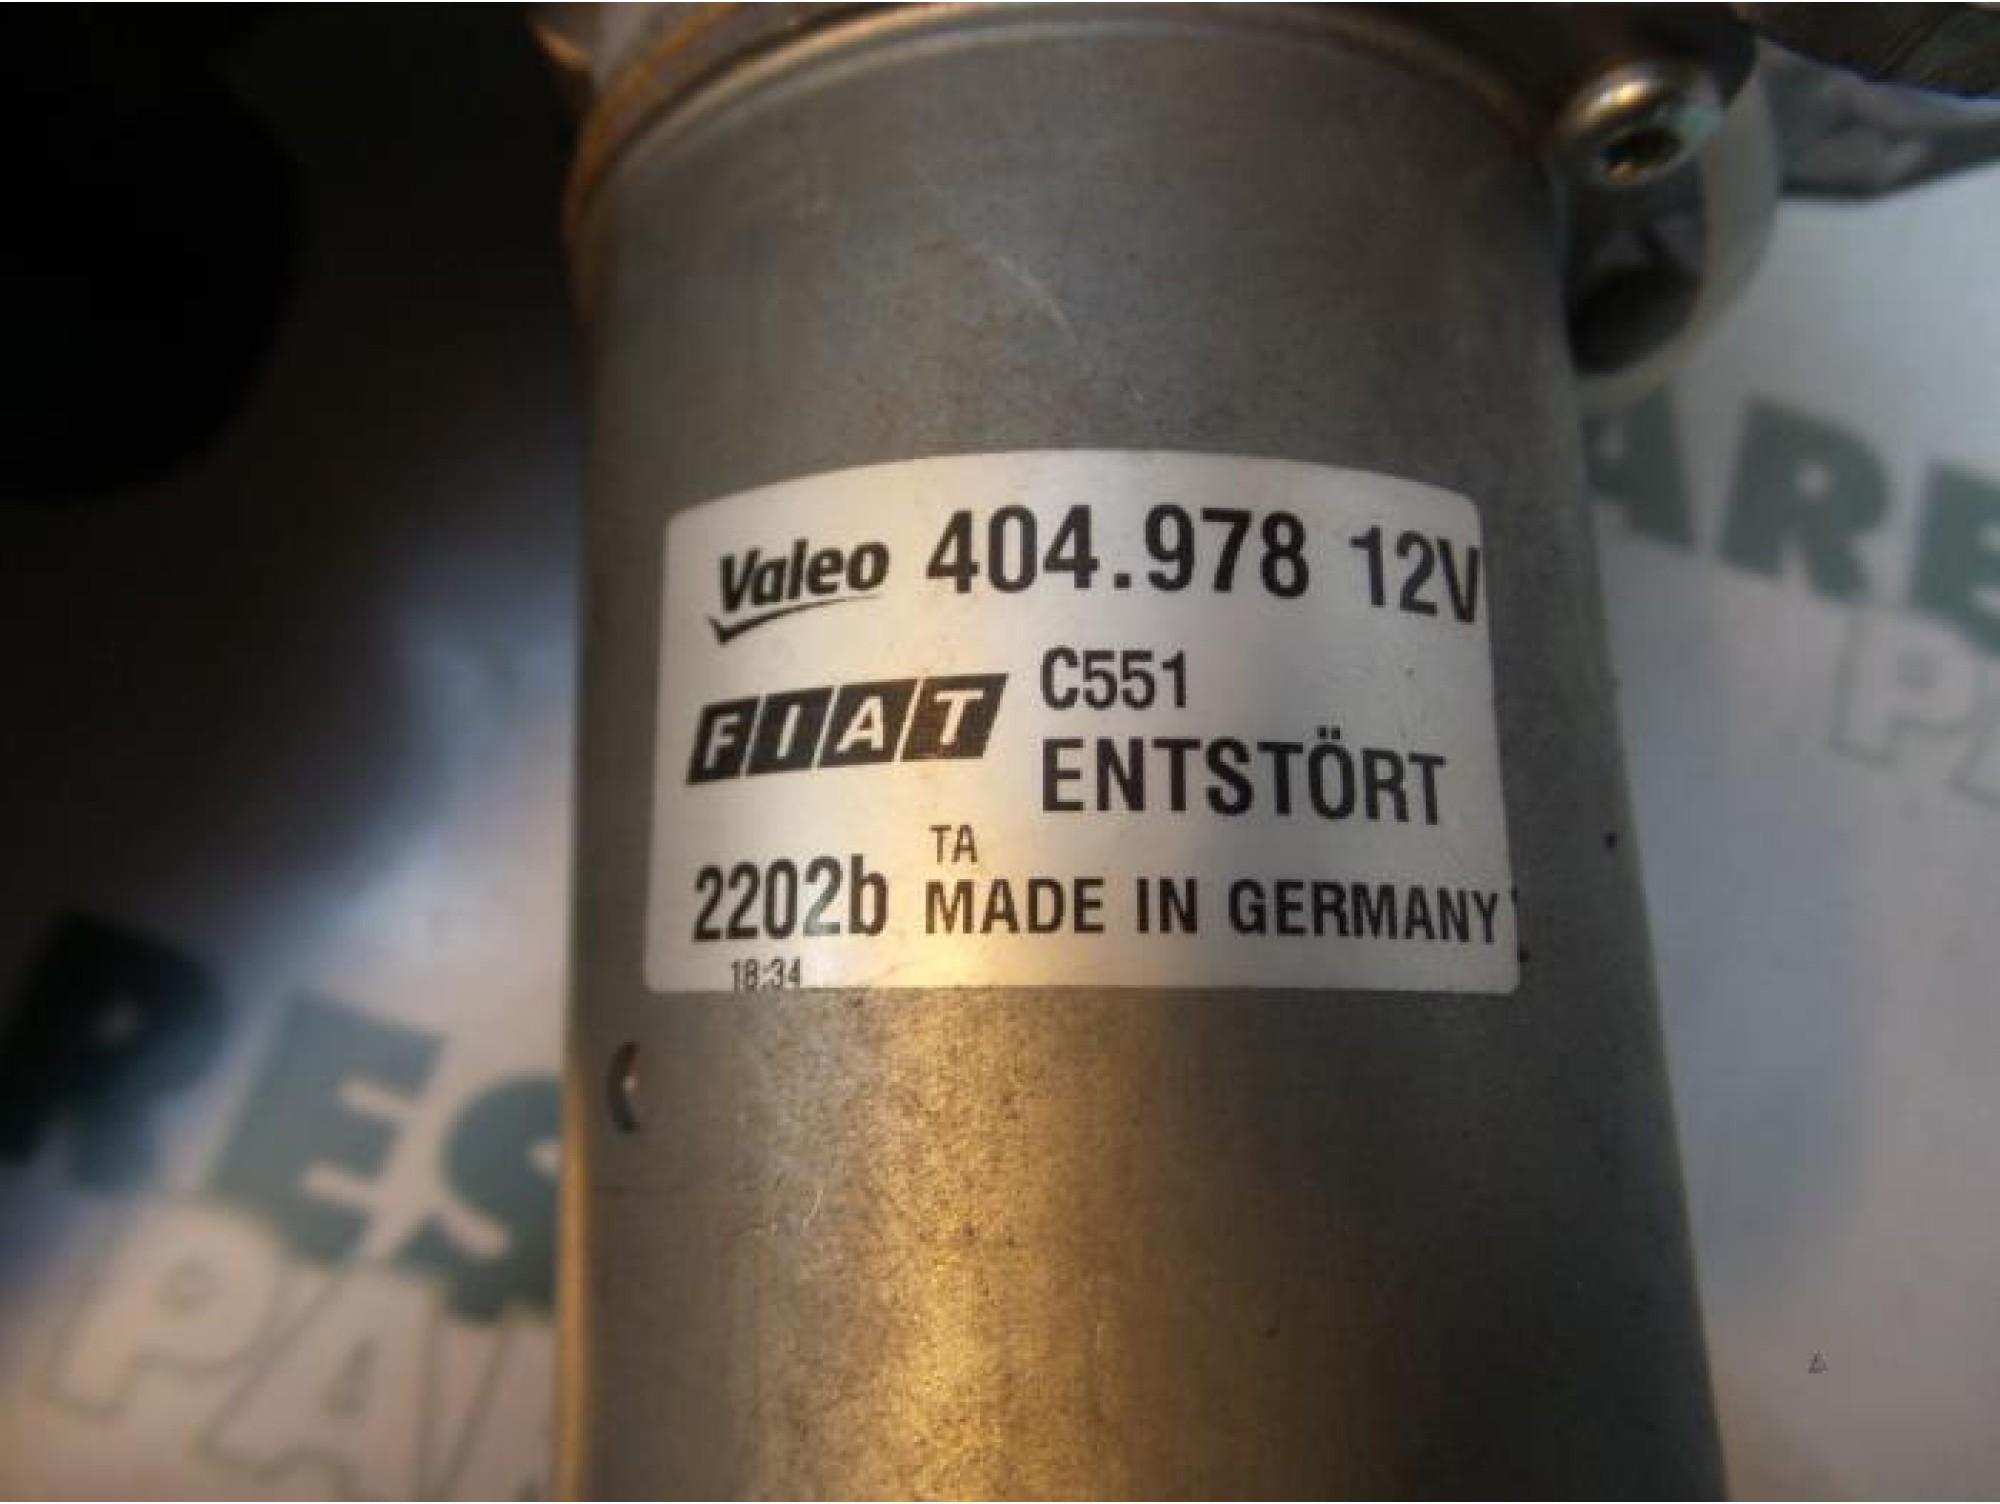 Valeo 404.978 12V
FIAT C551
ENTSTÖRT
TA
2202b MADE IN GERMANY
18:34